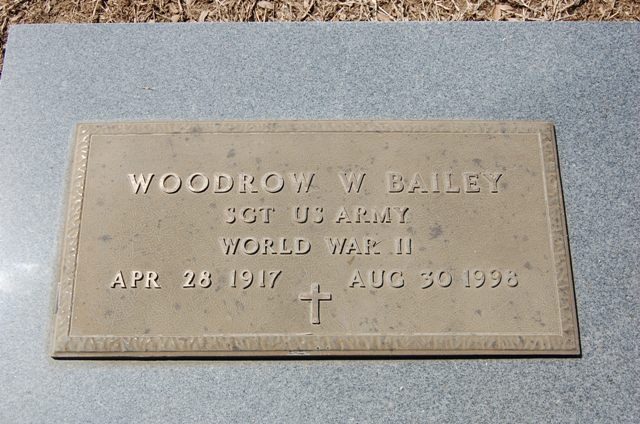 WOODROW W BAILEY
SGT US ARMY
WORLD WAR II
APR 28 1917 AUG 30 1998